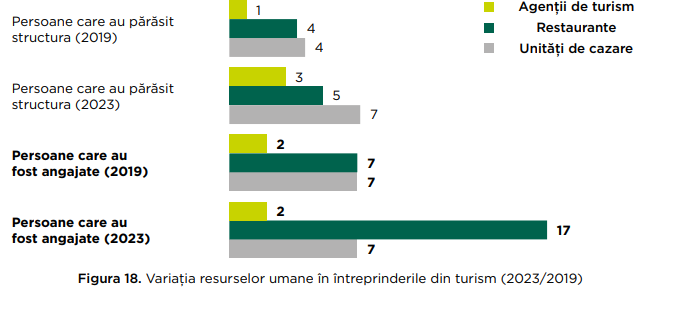 Persoane care au părăsit
structura (2019)
1
4
4
Agenții de turism
Restaurante
Unități de cazare
Persoane care au părăsit
structura (2023)
3
5
7
Persoane care au
fost angajate (2019)
2
7
7
Persoane care au
fost angajate (2023)
2
17
7
Figura 18. Variația resurselor umane în întreprinderile din turism (2023/2019)